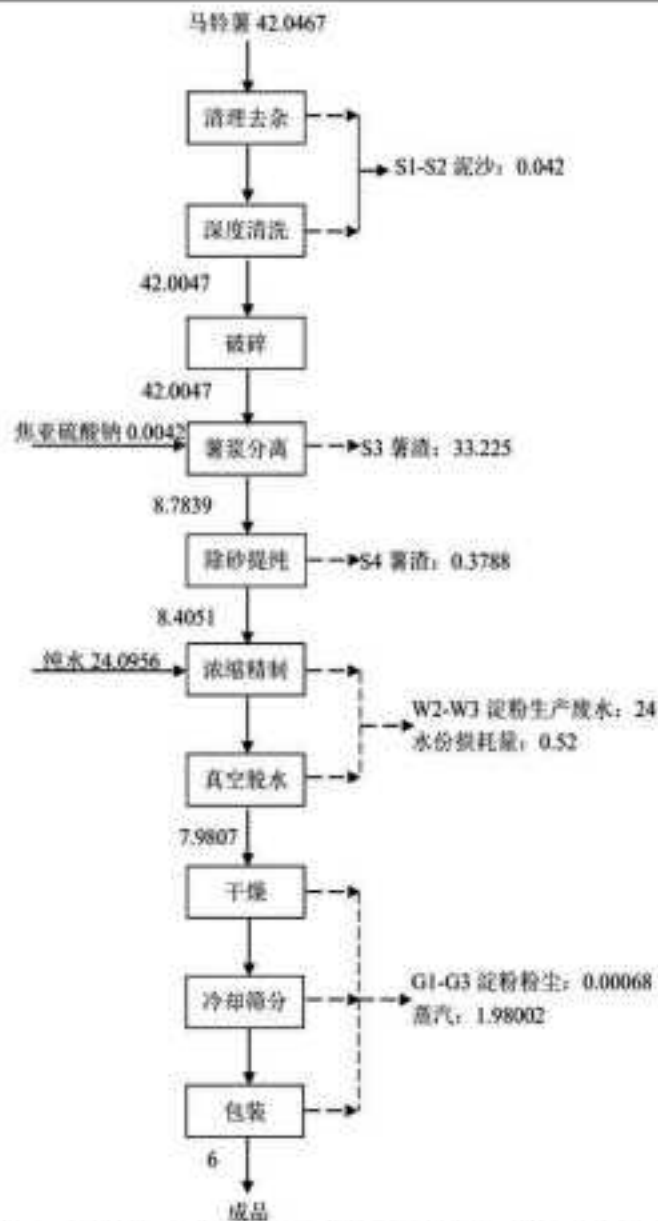 马铃薯 42.0467
清理去杂
S1-S2 泥沙：0.042
深度清洗
42.0047
破碎
42.0047
焦亚硫酸钠 0.0042
薯浆分离
S3 薯渣：33.225
8.7839
除砂提纯
S4 薯渣：0.3788
8.4051
纯水 24.0956
浓缩精制
W2-W3 淀粉生产废水：24
水份损耗量：0.52
真空脱水
7.9807
干燥
G1-G3 淀粉粉尘：0.00068
冷却筛分
蒸汽：1.98002
包装
6
成品